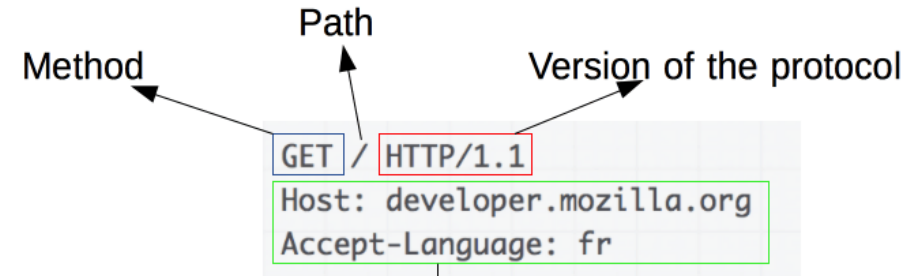 Path
Method
Version of the protocol
GET / HTTP/1.1
Host: developer.mozilla.org
Accept-Language: fr